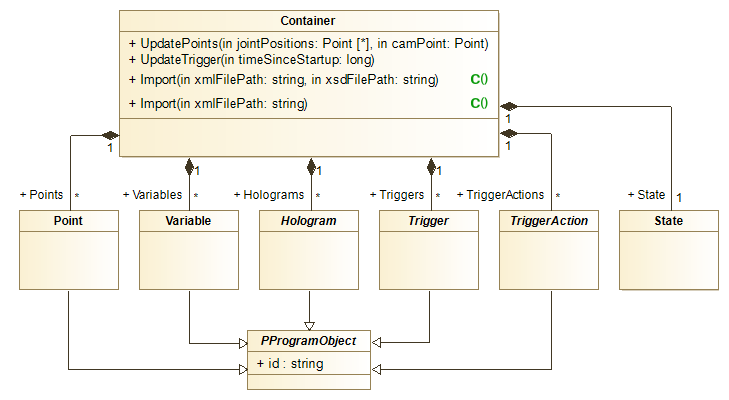 Container
+ UpdatePoints(in jointPositions: Point [*], in camPoint: Point)
+ UpdateTrigger(in timeSinceStartup: long)
+ Import(in xmlFilePath: string, in xsdFilePath: string) C()
+ Import(in xmlFilePath: string) C()
1 1 1 1 1 1
+ Points * + Variables * + Holograms * + Triggers * + TriggerActions * + State 1
Point Variable Hologram Trigger TriggerAction State
PProgramObject
+ id : string